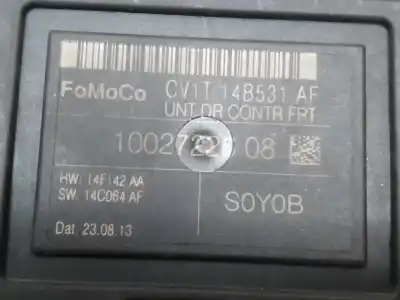 FoMoCo CV1T 14B531 AF
UNT DR CONTR FRT
HW: 14F142 AA
SW: 14C064 AF
S0Y0B
Dat. 23.08.13